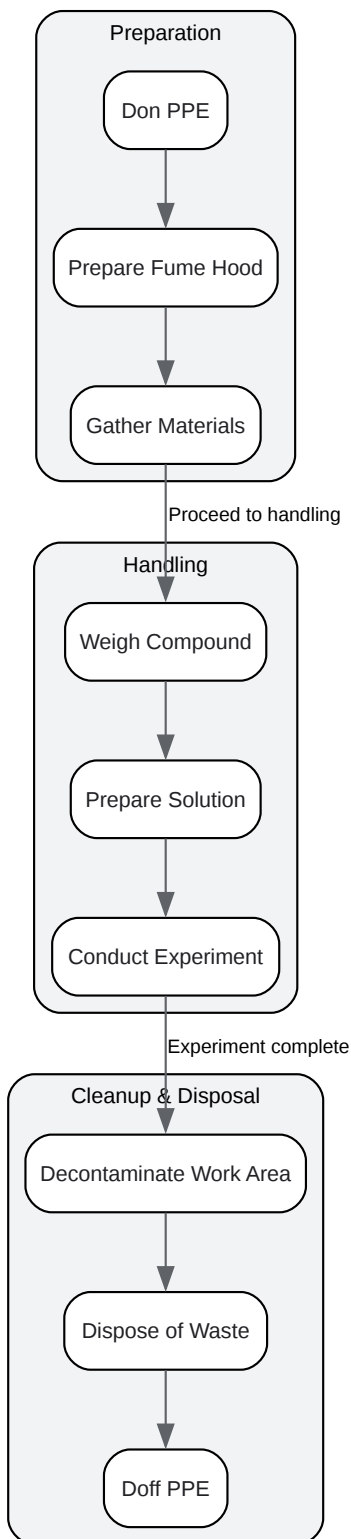 Preparation
Don PPE
Prepare Fume Hood
Gather Materials
Proceed to handling
Handling
Weigh Compound
Prepare Solution
Conduct Experiment
Experiment complete
Cleanup & Disposal
Decontaminate Work Area
Dispose of Waste
Doff PPE